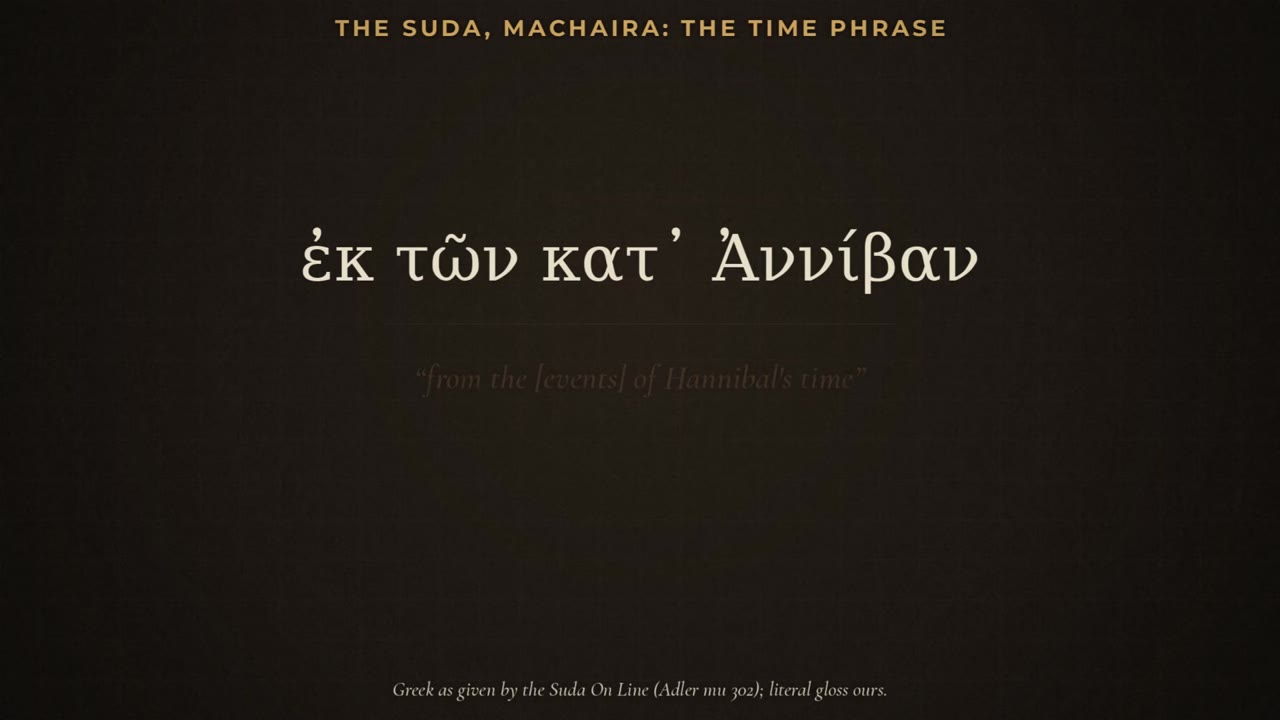 THE SUDA, MACHAIRA: THE TIME PHRASE
ἐκ τῶν κατ᾽ Ἀννίβαν
“from the [events] of Hannibal's time”
Greek as given by the Suda On Line (Adler mu 302); literal gloss ours.